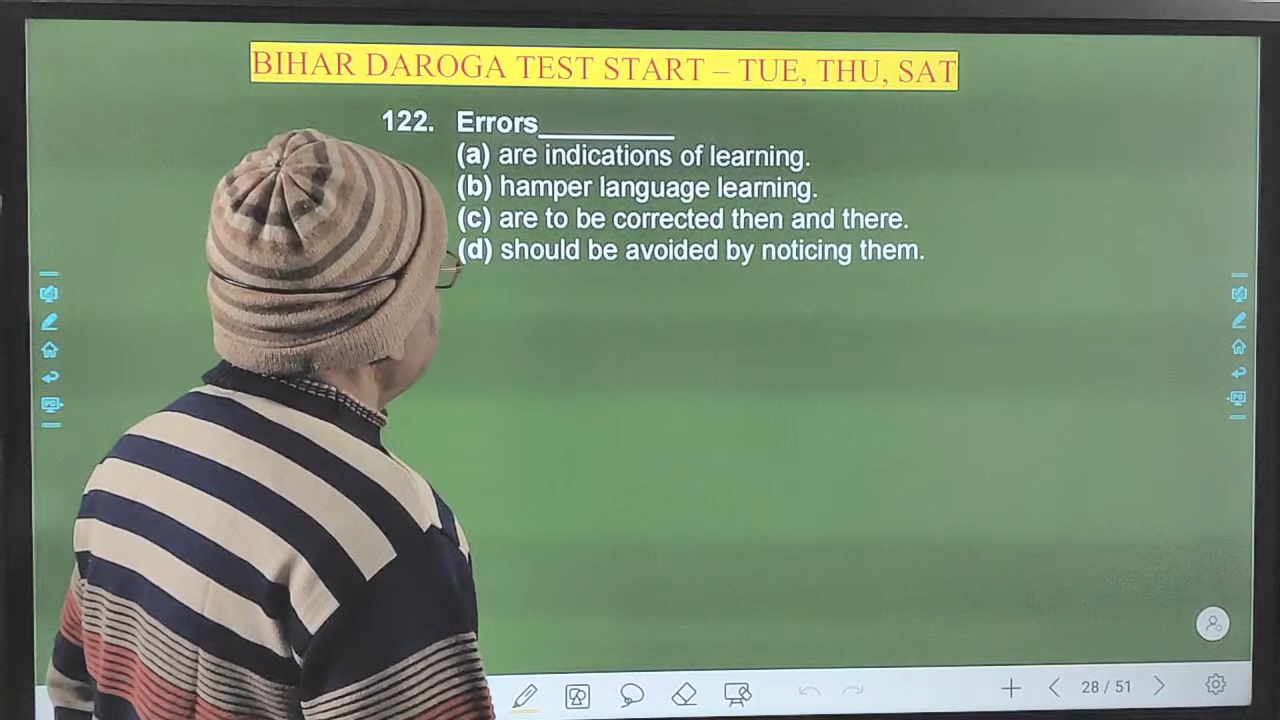 BIHAR DAROGA TEST START – TUE, THU, SAT
122. Errors_________
(a) are indications of learning.
(b) hamper language learning.
(c) are to be corrected then and there.
(d) should be avoided by noticing them.
28 / 51